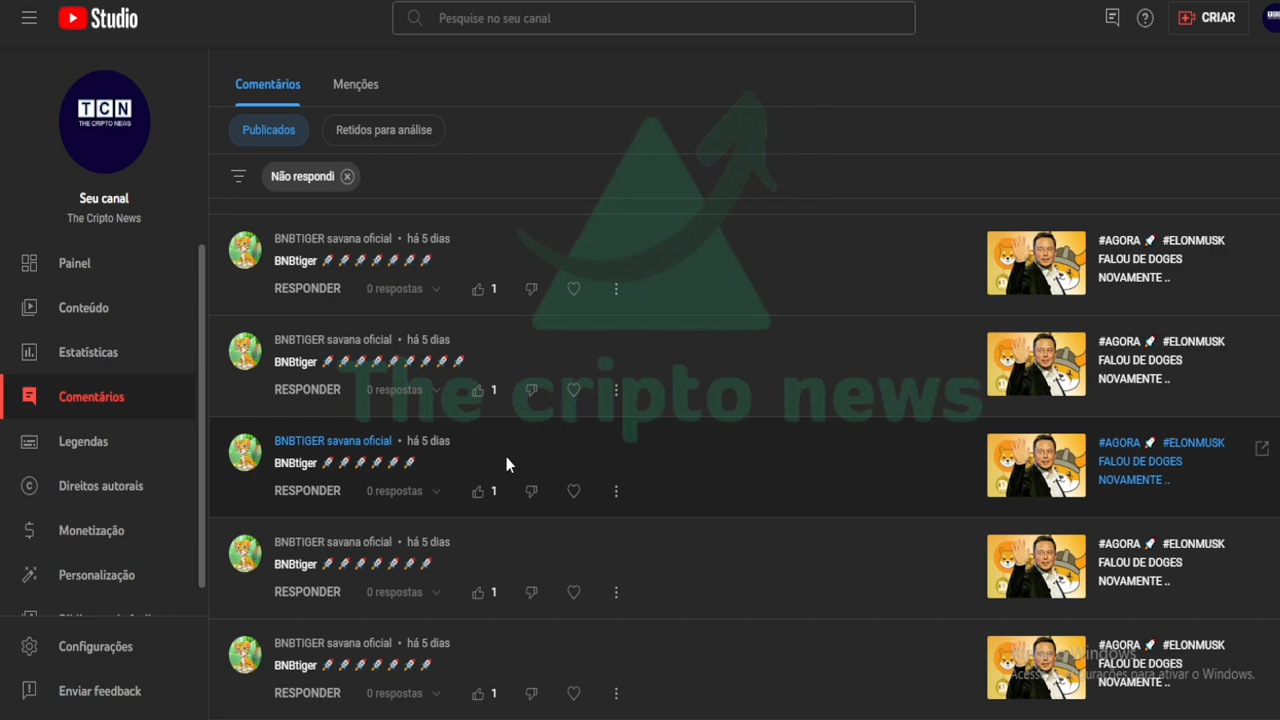 Studio
Pesquise no seu canal
CRIAR
TCN
THE CRIPTO NEWS
Seu canal
The Cripto News
Painel
Conteúdo
Estatísticas
Comentários
Legendas
Direitos autorais
Monetização
Personalização
Configurações
Enviar feedback
Comentários Menções
Publicados Retidos para análise
Não respondi
BNBTIGER savana oficial • há 5 dias
BNBtiger 🚀🚀🚀🚀🚀🚀🚀
RESPONDER 0 respostas 1
#AGORA 🚀 #ELONMUSK
FALOU DE DOGES
NOVAMENTE ..
BNBTIGER savana oficial • há 5 dias
BNBtiger 🚀🚀🚀🚀🚀🚀🚀🚀🚀
RESPONDER 0 respostas 1
#AGORA 🚀 #ELONMUSK
FALOU DE DOGES
NOVAMENTE ..
The cripto news
BNBTIGER savana oficial • há 5 dias
BNBtiger 🚀🚀🚀🚀🚀🚀
RESPONDER 0 respostas 1
#AGORA 🚀 #ELONMUSK
FALOU DE DOGES
NOVAMENTE ..
BNBTIGER savana oficial • há 5 dias
BNBtiger 🚀🚀🚀🚀🚀🚀🚀
RESPONDER 0 respostas 1
#AGORA 🚀 #ELONMUSK
FALOU DE DOGES
NOVAMENTE ..
BNBTIGER savana oficial • há 5 dias
BNBtiger 🚀🚀🚀🚀🚀🚀🚀
RESPONDER 0 respostas 1
#AGORA 🚀 #ELONMUSK
FALOU DE DOGES
NOVAMENTE ..
Windows
para ativar o Windows.